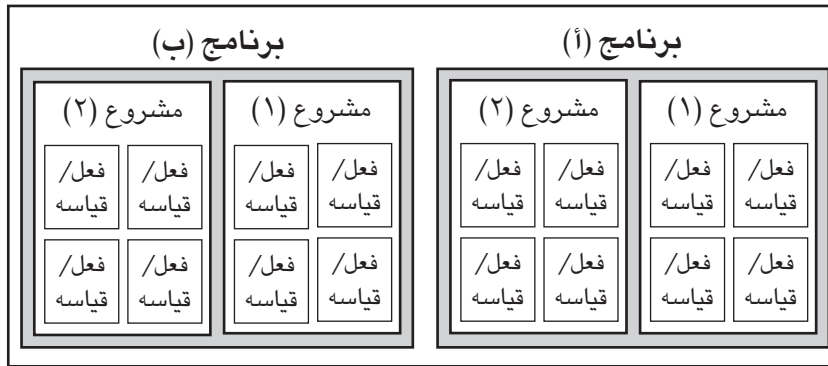 برنامج (أ)
مشروع (١)
فعل/
قياسه
فعل/
قياسه
فعل/
قياسه
فعل/
قياسه
مشروع (٢)
فعل/
قياسه
فعل/
قياسه
فعل/
قياسه
فعل/
قياسه
برنامج (ب)
مشروع (١)
فعل/
قياسه
فعل/
قياسه
فعل/
قياسه
فعل/
قياسه
مشروع (٢)
فعل/
قياسه
فعل/
قياسه
فعل/
قياسه
فعل/
قياسه